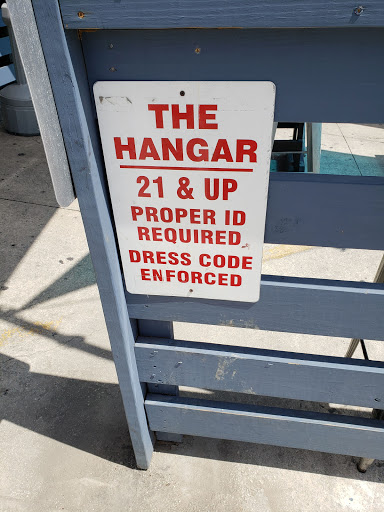 THE
HANGAR
21 & UP
PROPER ID
REQUIRED
DRESS CODE
ENFORCED